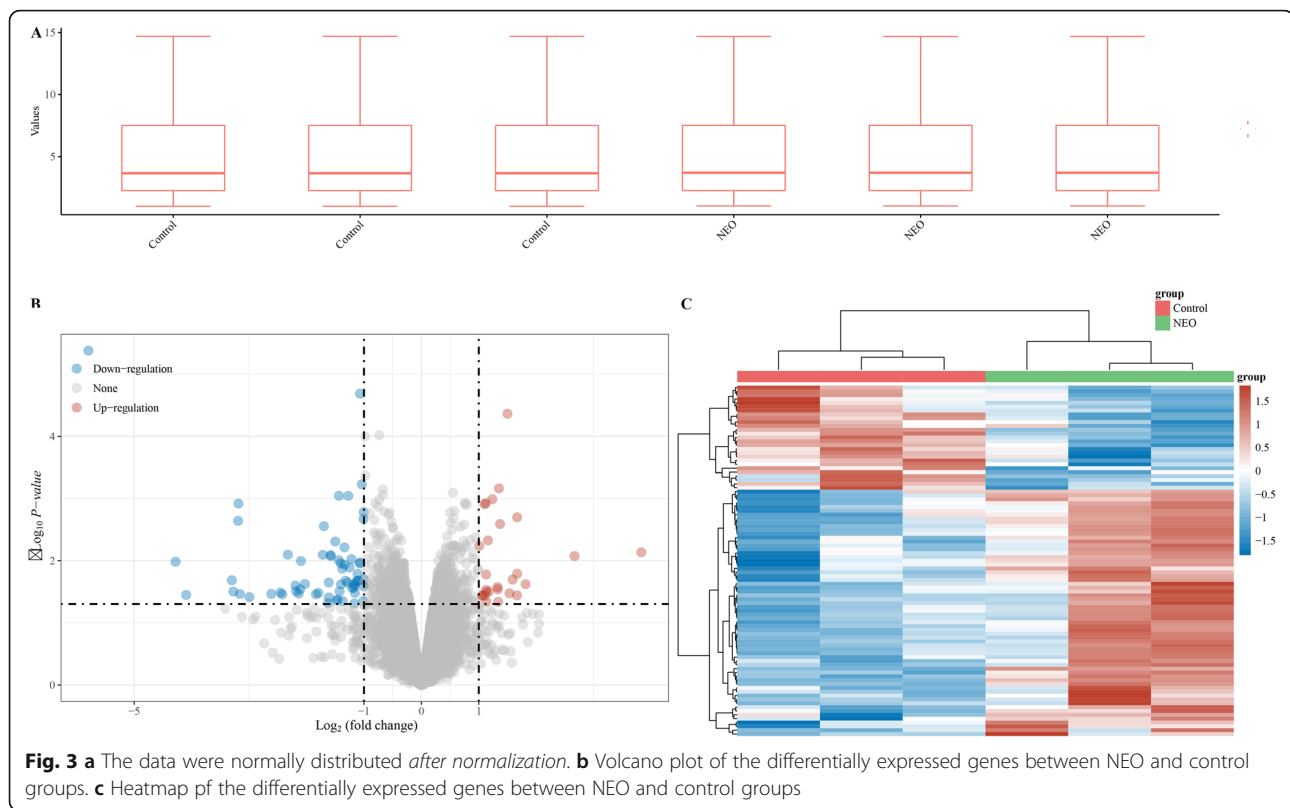 A
15
10
5
Values
Control
Control
Control
NEO
NEO
NEO
B
Down-regulation
None
Up-regulation
4
2
0
Log10 P-value
−5
−1
0
1
Log2 (fold change)
C
group
Control
NEO
group
1.5
1
0.5
0
−0.5
−1
−1.5
Fig. 3 a The data were normally distributed after normalization. b Volcano plot of the differentially expressed genes between NEO and control
groups. c Heatmap pf the differentially expressed genes between NEO and control groups